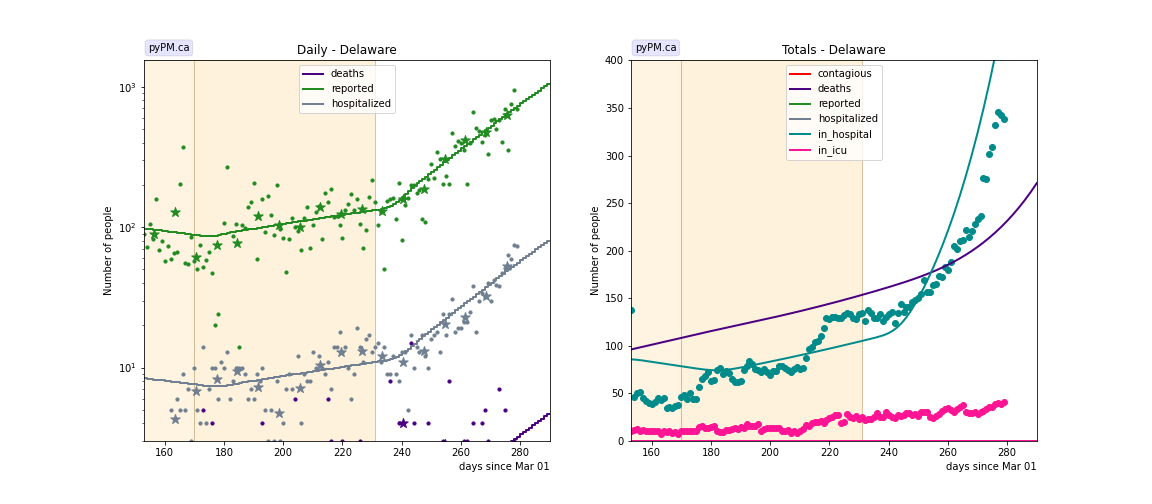 pyPM.ca
Daily - Delaware
deaths
reported
hospitalized
Number of people
10³
10²
10¹
160 180 200 220 240 260 280
days since Mar 01
pyPM.ca
Totals - Delaware
contagious
deaths
reported
hospitalized
in_hospital
in_icu
Number of people
400
350
300
250
200
150
100
50
0
160 180 200 220 240 260 280
days since Mar 01